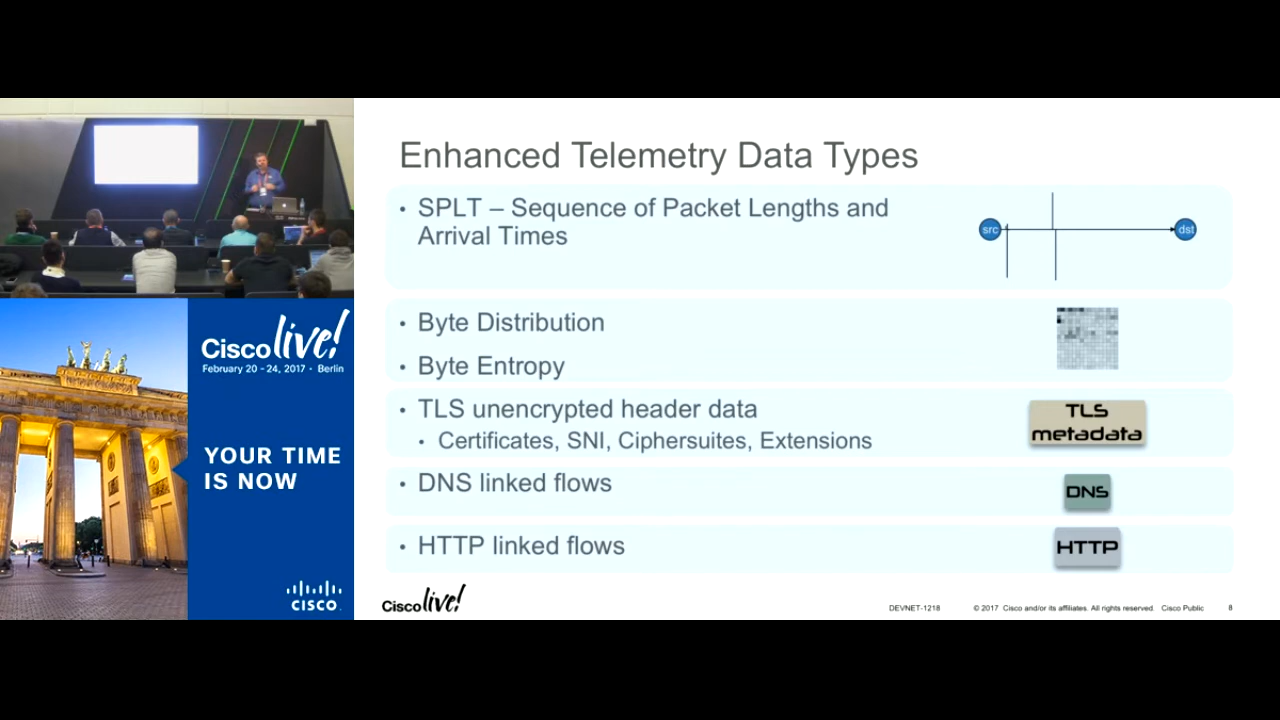 Enhanced Telemetry Data Types
• SPLT – Sequence of Packet Lengths and
Arrival Times
src
dst
• Byte Distribution
• Byte Entropy
• TLS unencrypted header data
• Certificates, SNI, Ciphersuites, Extensions
TLS
metadata
• DNS linked flows
DNS
• HTTP linked flows
HTTP
Cisco live!
February 20 - 24, 2017 • Berlin
YOUR TIME
IS NOW
CISCO.
Cisco live!
DEVNET-1218
© 2017 Cisco and/or its affiliates. All rights reserved. Cisco Public
8